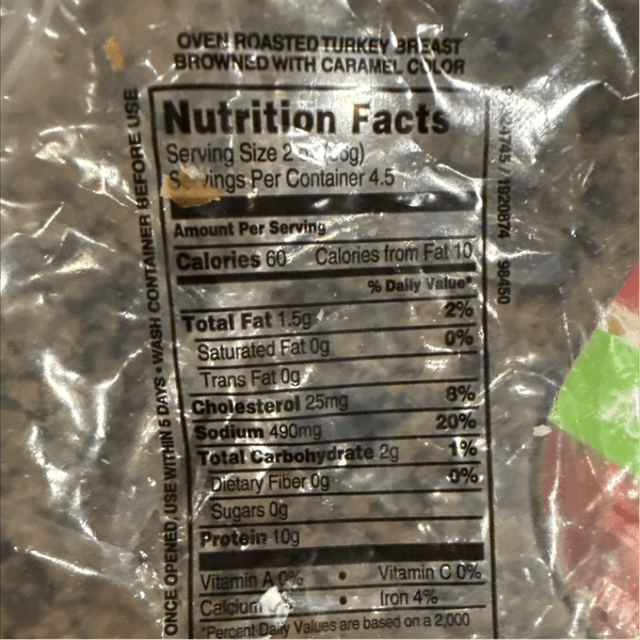 OVEN ROASTED TURKEY BREAST
BROWNED WITH CARAMEL COLOR
Nutrition Facts
Serving Size 2
Servings Per Container 4.5
Amount Per Serving
Calories 60 Calories from Fat 10
% Daily Value*
Total Fat 1.5g 2%
Saturated Fat 0g 0%
Trans Fat 0g
Cholesterol 25mg 8%
Sodium 490mg 20%
Total Carbohydrate 2g 1%
Dietary Fiber 0g 0%
Sugars 0g
Protein 10g
Vitamin A 0% • Vitamin C 0%
Calcium • Iron 4%
*Percent Daily Values are based on a 2,000
ONCE OPENED, USE WITHIN 5 DAYS • WASH CONTAINER BEFORE USE
/ 1920874 98450